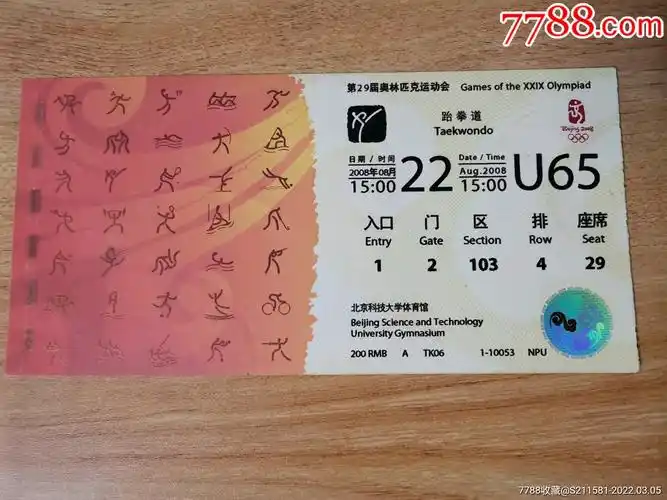 7788.com
第29届奥林匹克运动会 Games of the XXIX Olympiad
跆拳道
Taekwondo
Beijing 2008
日期/时间 2008年08月 15:00 22 Date / Time Aug.2008 15:00 U65
入口 门 区 排 座席
Entry Gate Section Row Seat
1 2 103 4 29
北京科技大学体育馆
Beijing Science and Technology
University Gymnasium
200 RMB A TK06 1-10053 NPU
7788收藏@S211581-2022.03.05